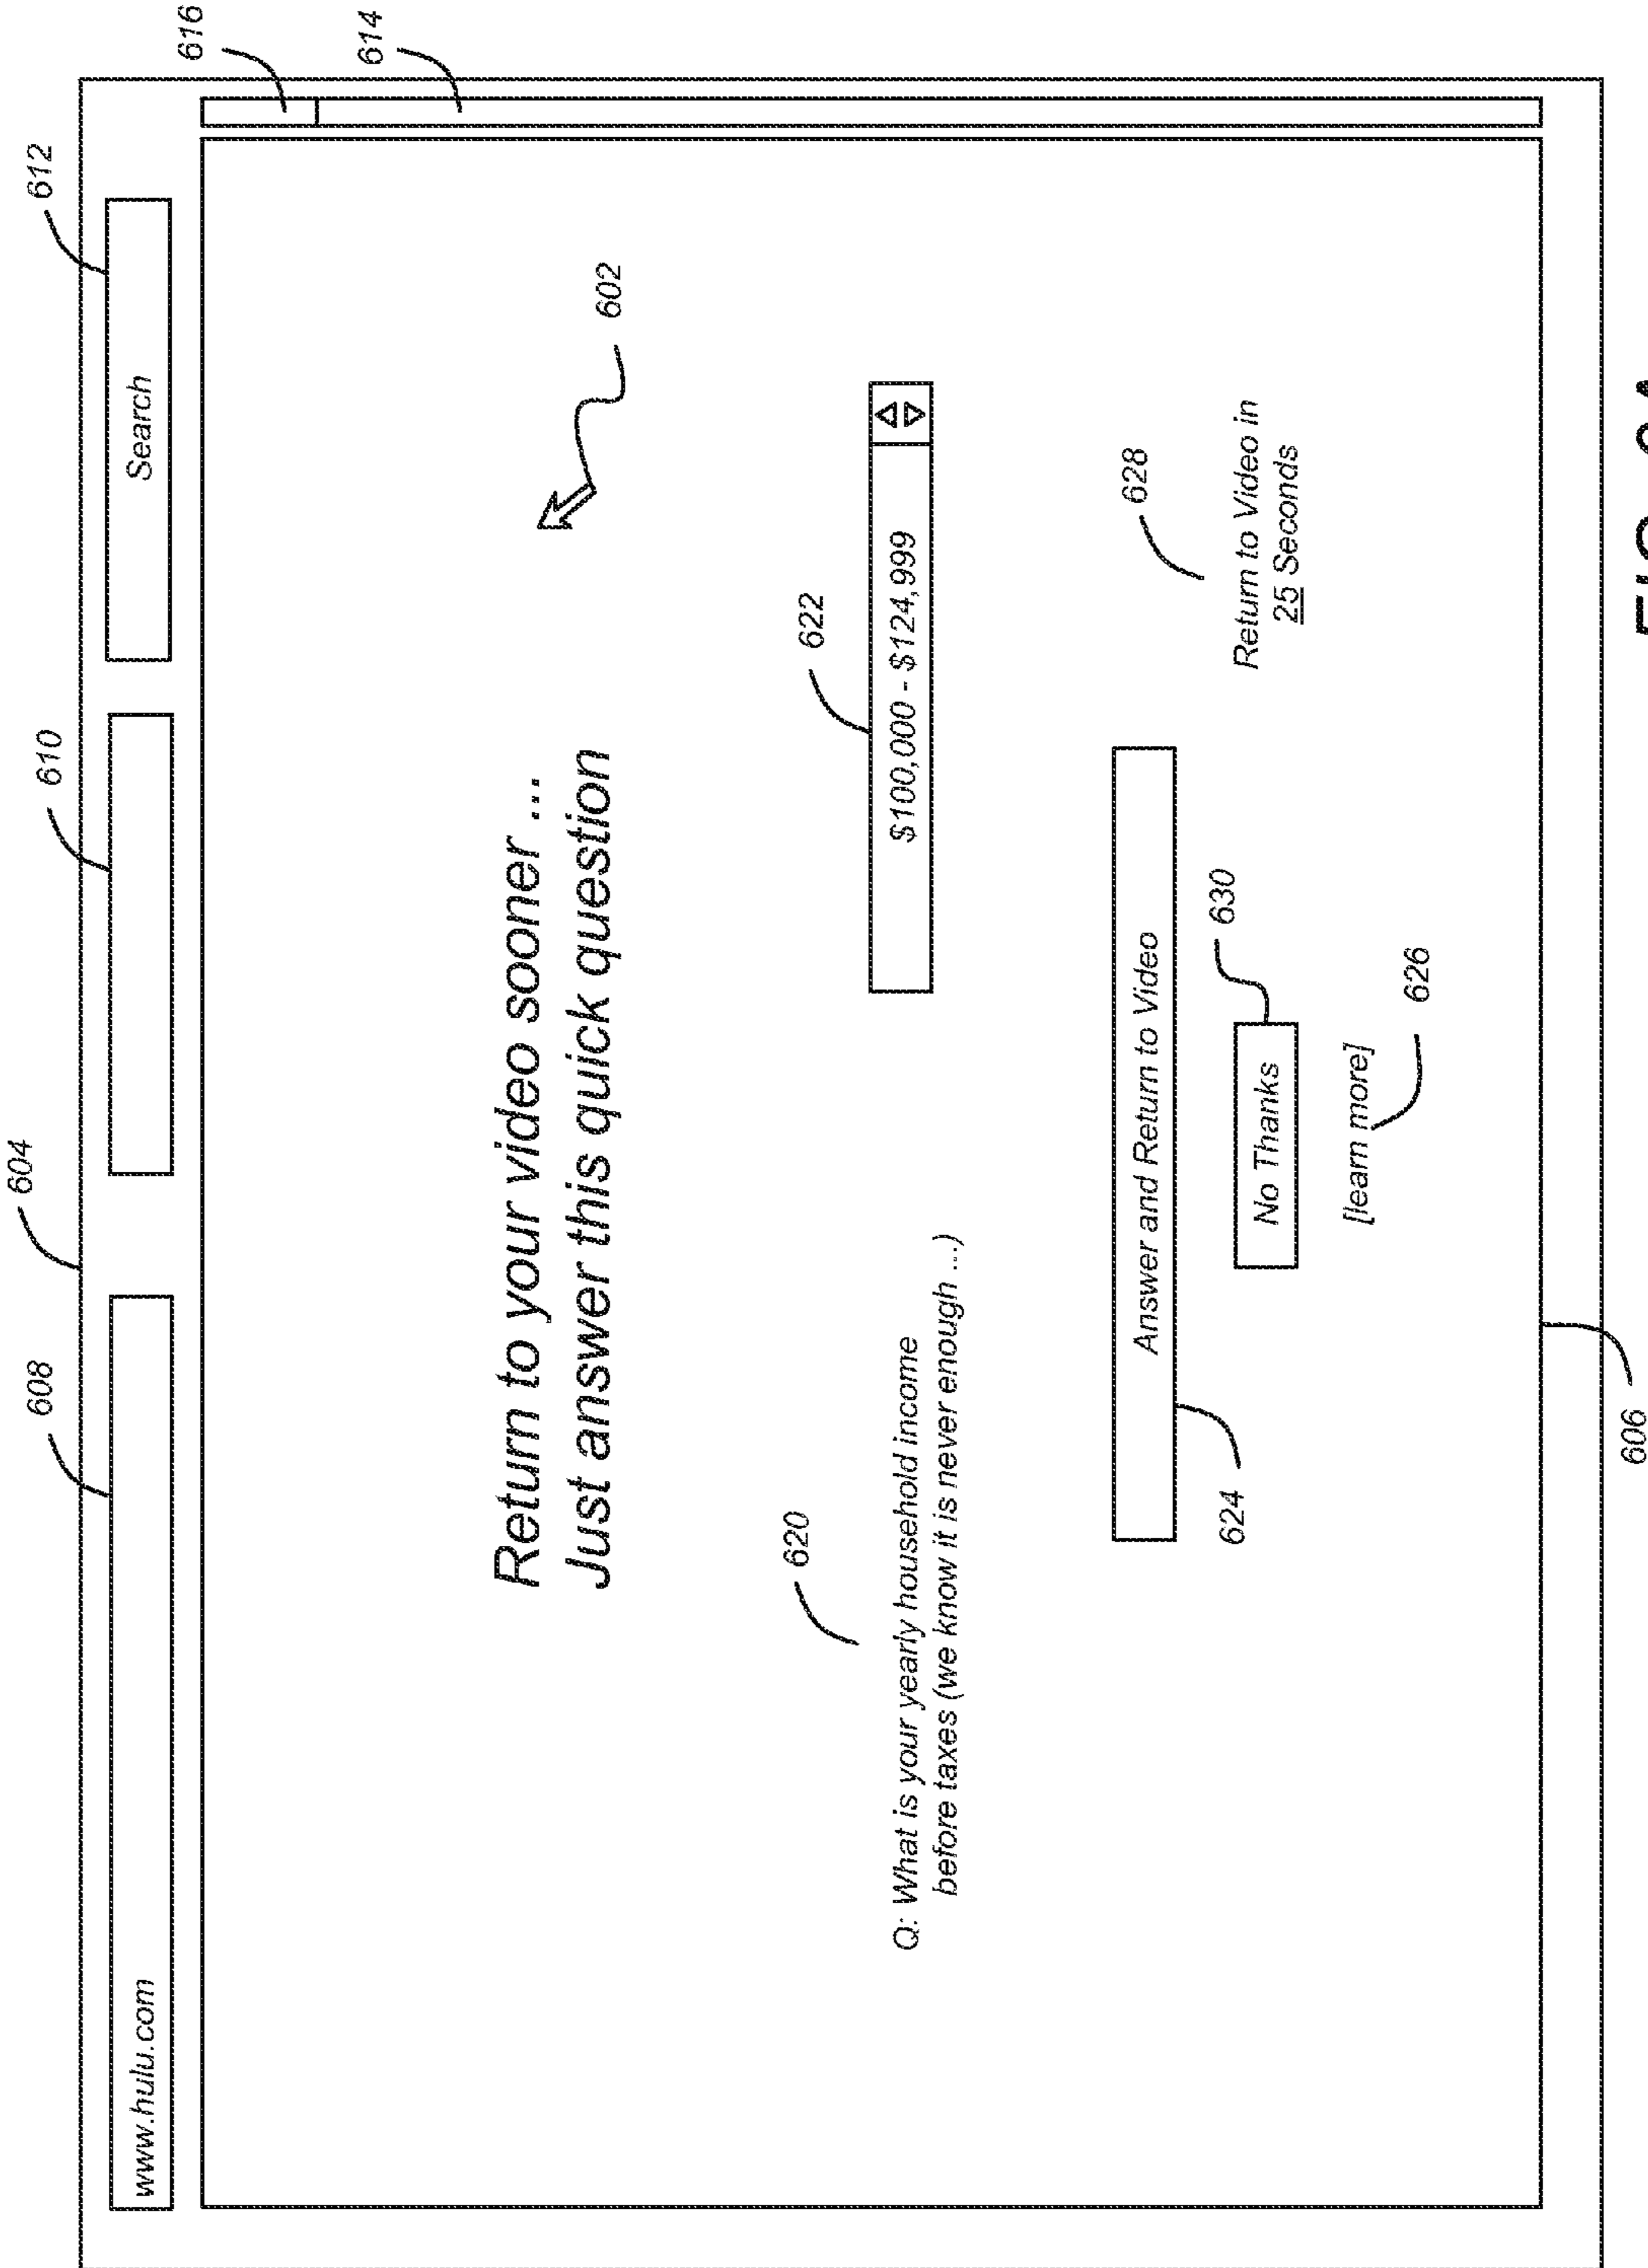 604
608
610
612
616
614
www.hulu.com
Search
Return to your video sooner ...
Just answer this quick question
602
620
622
Q: What is your yearly household income
before taxes (we know it is never enough ...)
$100,000 - $124,999
628
Answer and Return to Video
Return to Video in
25 Seconds
624
630
No Thanks
[learn more]
626
606